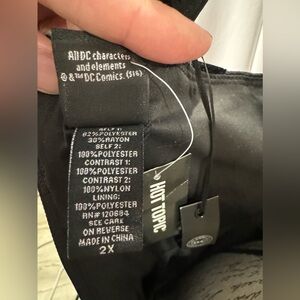 All DC characters
and elements
© & ™ DC Comics. (s16)
SELF 1:
62%POLYESTER
38%RAYON
SELF 2:
100%POLYESTER
CONTRAST 1:
100%POLYESTER
CONTRAST 2:
100%NYLON
LINING:
100%POLYESTER
RN# 120684
SEE CARE
ON REVERSE
MADE IN CHINA
2X
HOT TOPIC